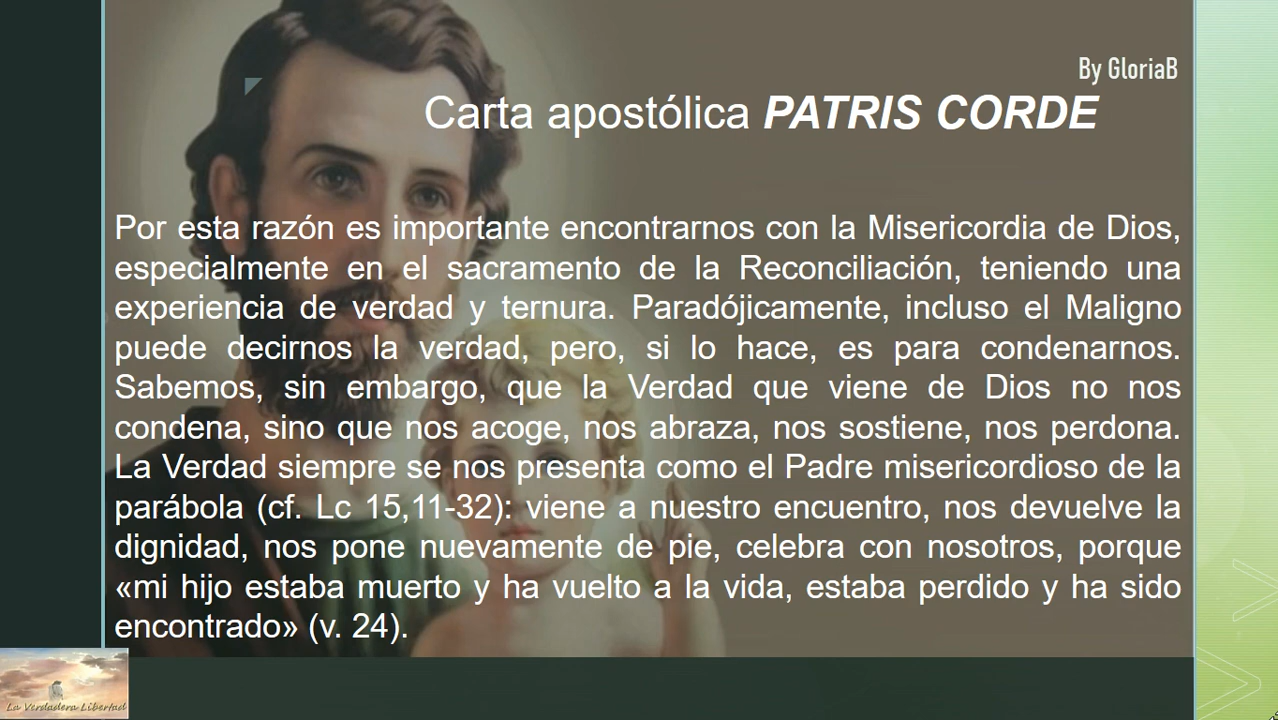 By GloriaB
Carta apostólica PATRIS CORDE
Por esta razón es importante encontrarnos con la Misericordia de Dios,
especialmente en el sacramento de la Reconciliación, teniendo una
experiencia de verdad y ternura. Paradójicamente, incluso el Maligno
puede decirnos la verdad, pero, si lo hace, es para condenarnos.
Sabemos, sin embargo, que la Verdad que viene de Dios no nos
condena, sino que nos acoge, nos abraza, nos sostiene, nos perdona.
La Verdad siempre se nos presenta como el Padre misericordioso de la
parábola (cf. Lc 15,11-32): viene a nuestro encuentro, nos devuelve la
dignidad, nos pone nuevamente de pie, celebra con nosotros, porque
«mi hijo estaba muerto y ha vuelto a la vida, estaba perdido y ha sido
encontrado» (v. 24).
La Verdadera Libertad